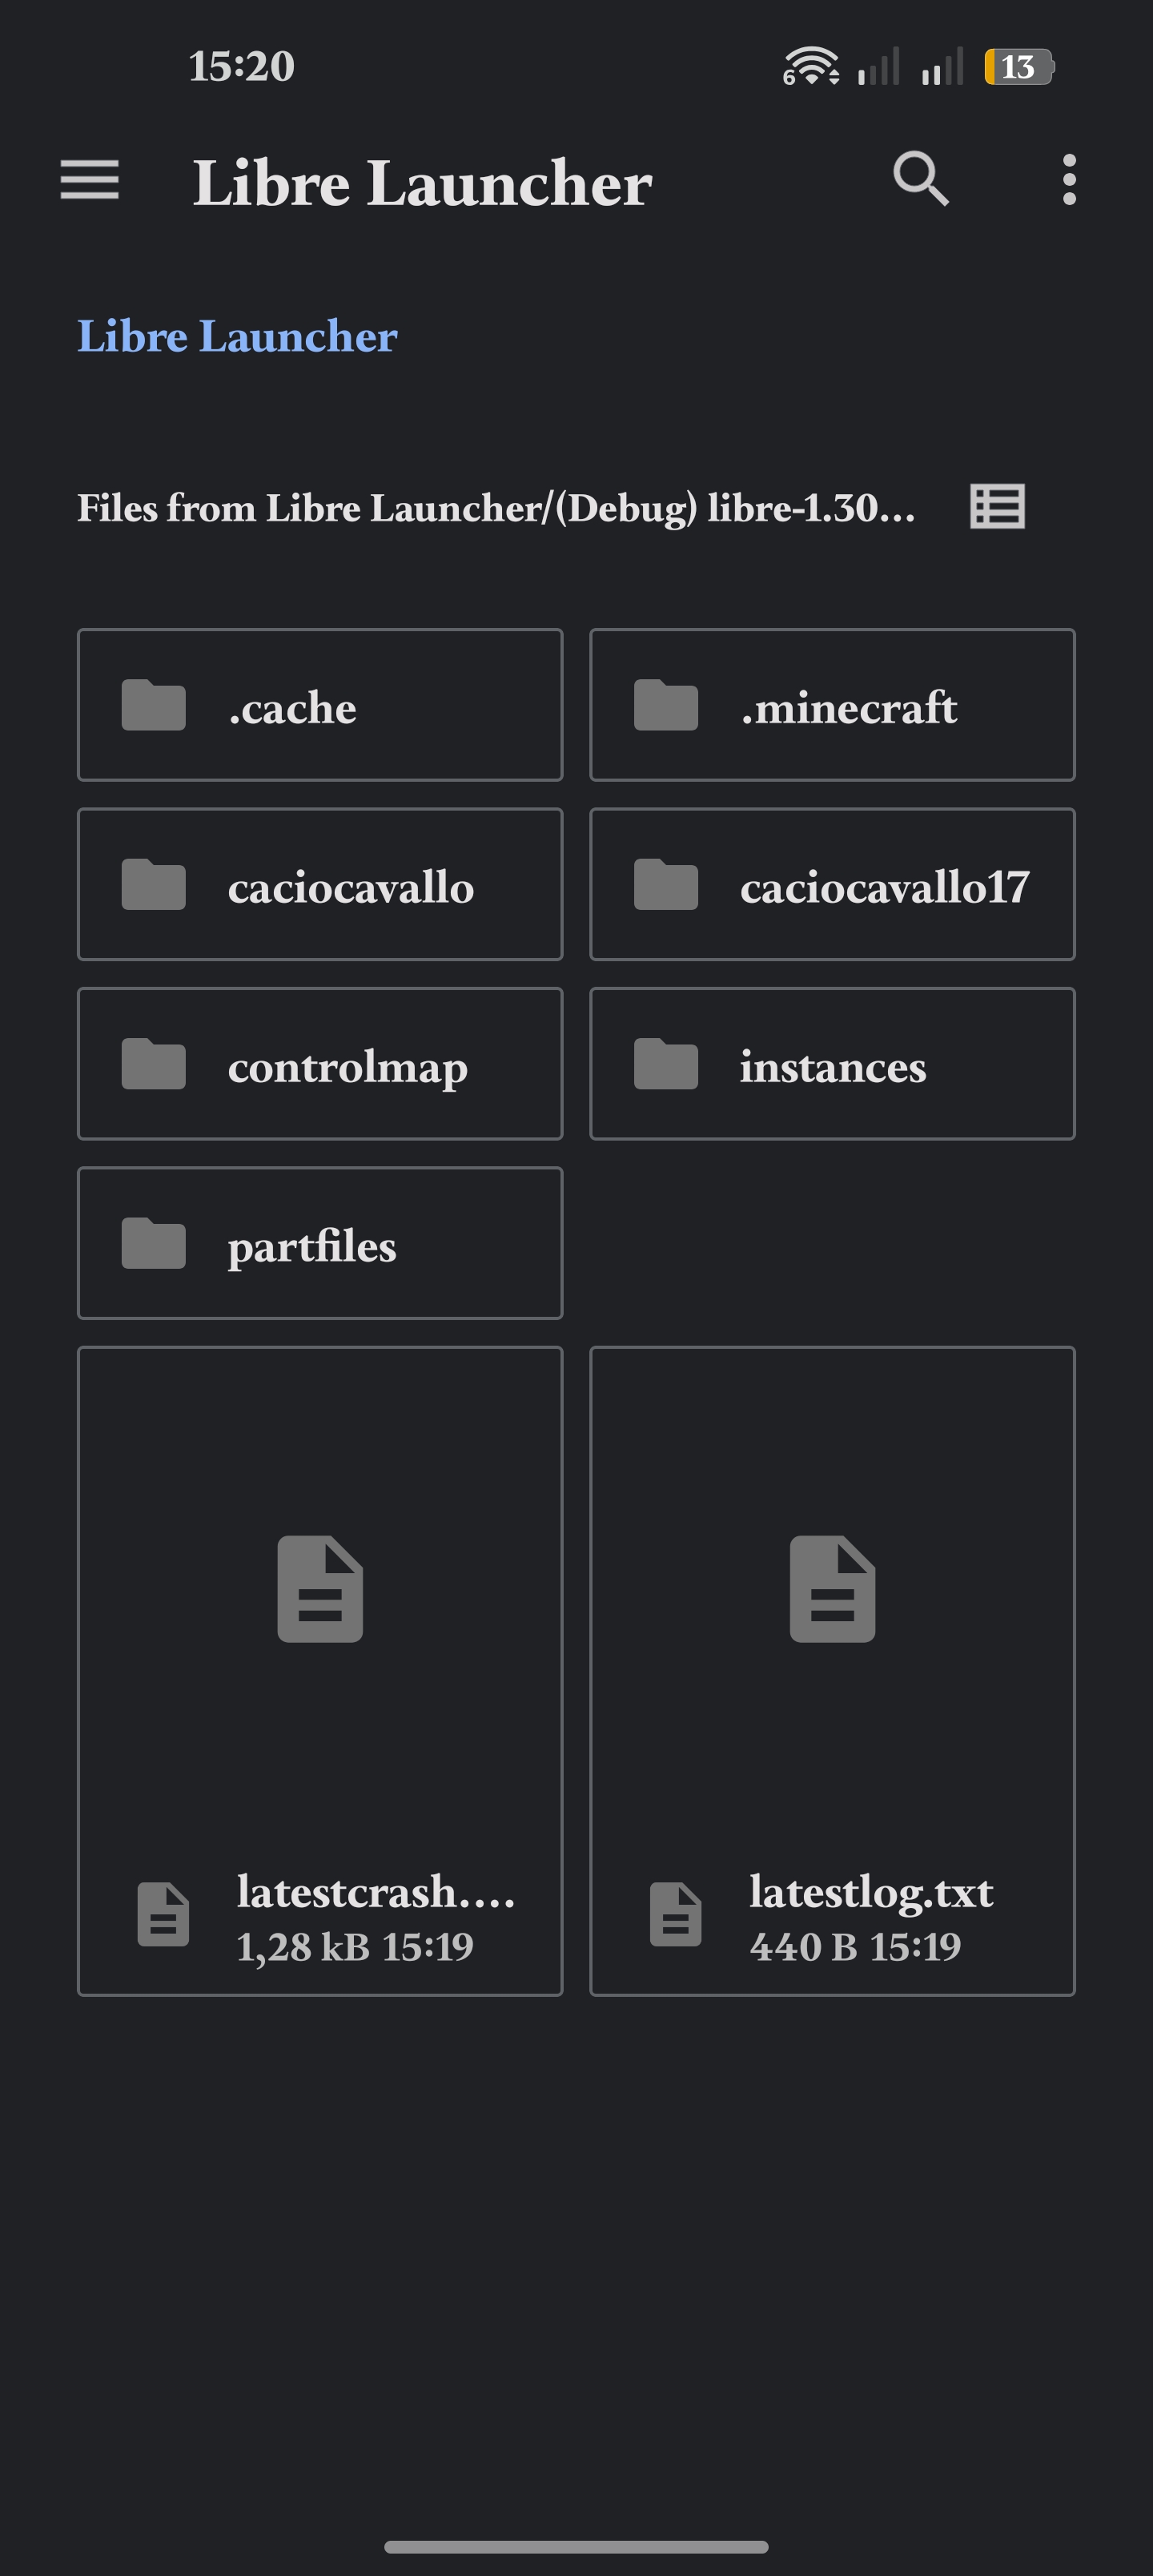 15:20
6
13
Libre Launcher
Libre Launcher
Files from Libre Launcher/(Debug) libre-1.30...
.cache
.minecraft
caciocavallo
caciocavallo17
controlmap
instances
partfiles
latestcrash....
1,28 kB 15:19
latestlog.txt
440 B 15:19